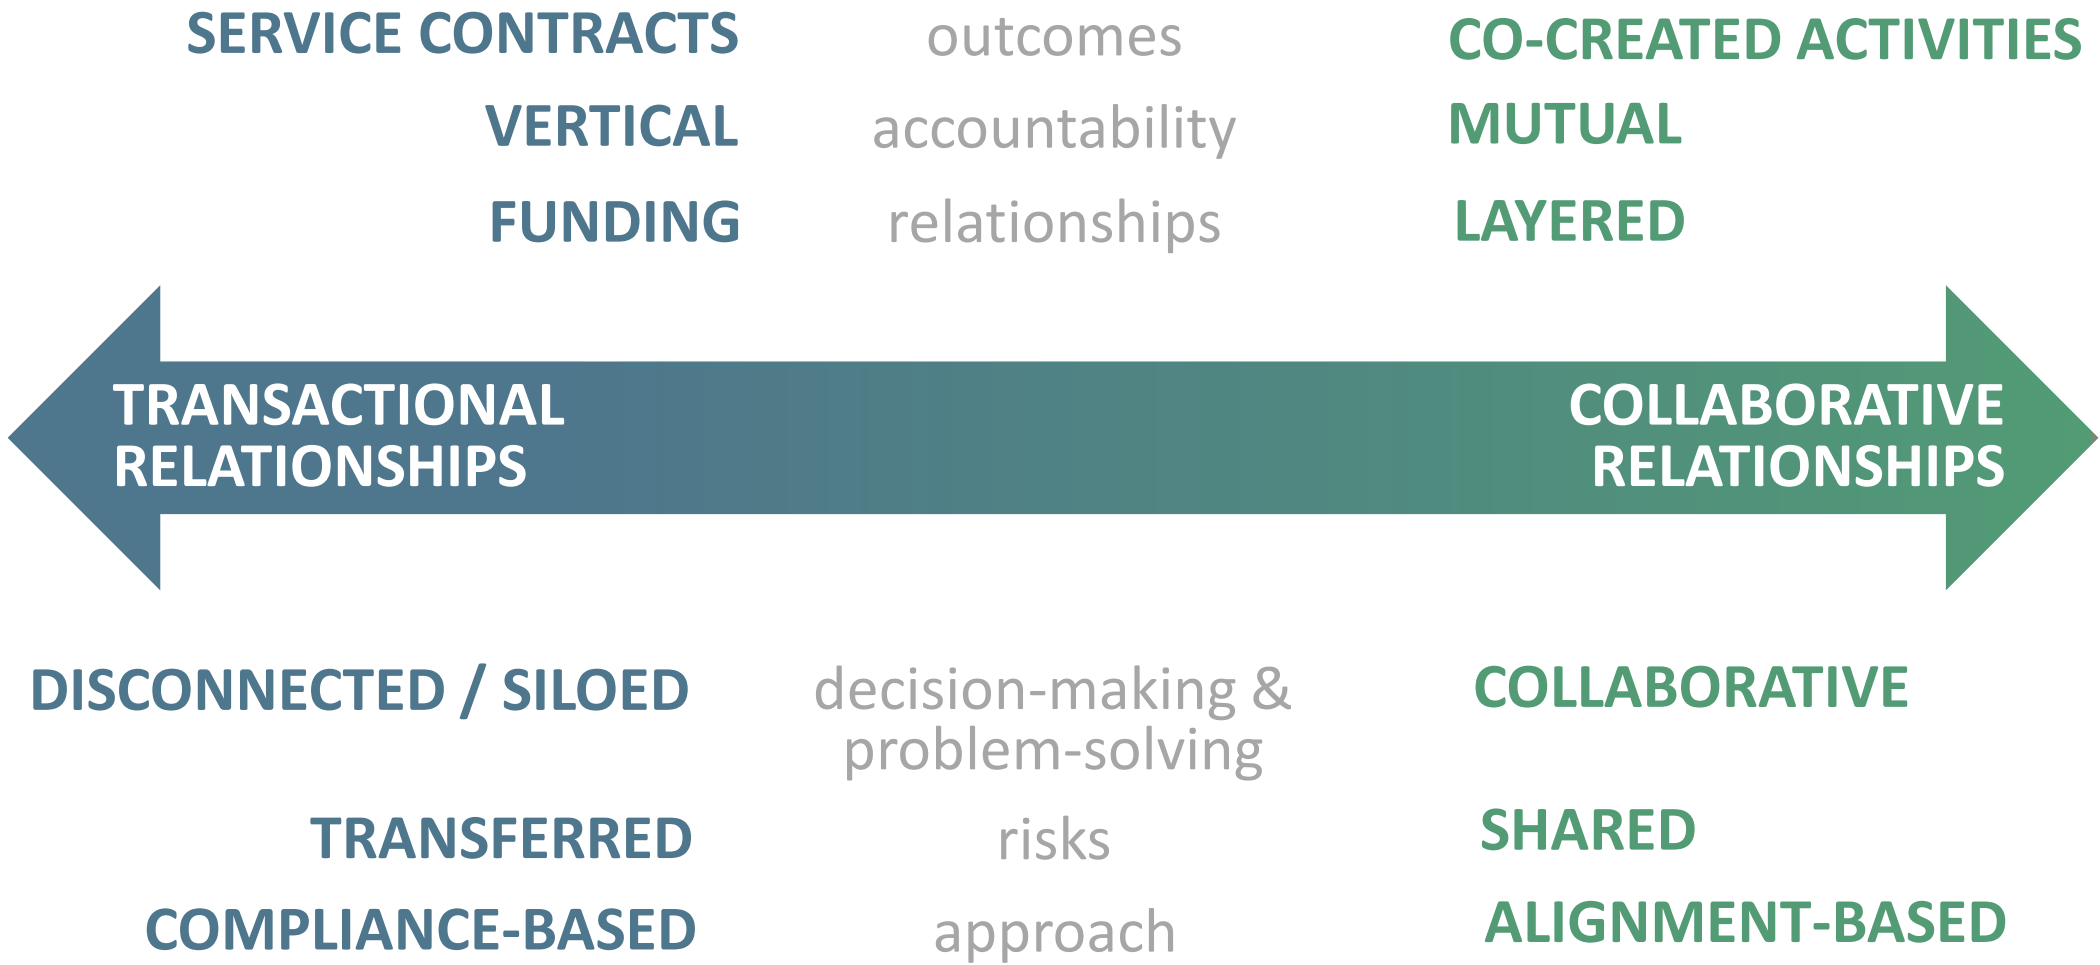 SERVICE CONTRACTS outcomes CO-CREATED ACTIVITIES
VERTICAL accountability MUTUAL
FUNDING relationships LAYERED
TRANSACTIONAL
RELATIONSHIPS
COLLABORATIVE
RELATIONSHIPS
DISCONNECTED / SILOED decision-making & COLLABORATIVE
problem-solving
TRANSFERRED risks SHARED
COMPLIANCE-BASED approach ALIGNMENT-BASED